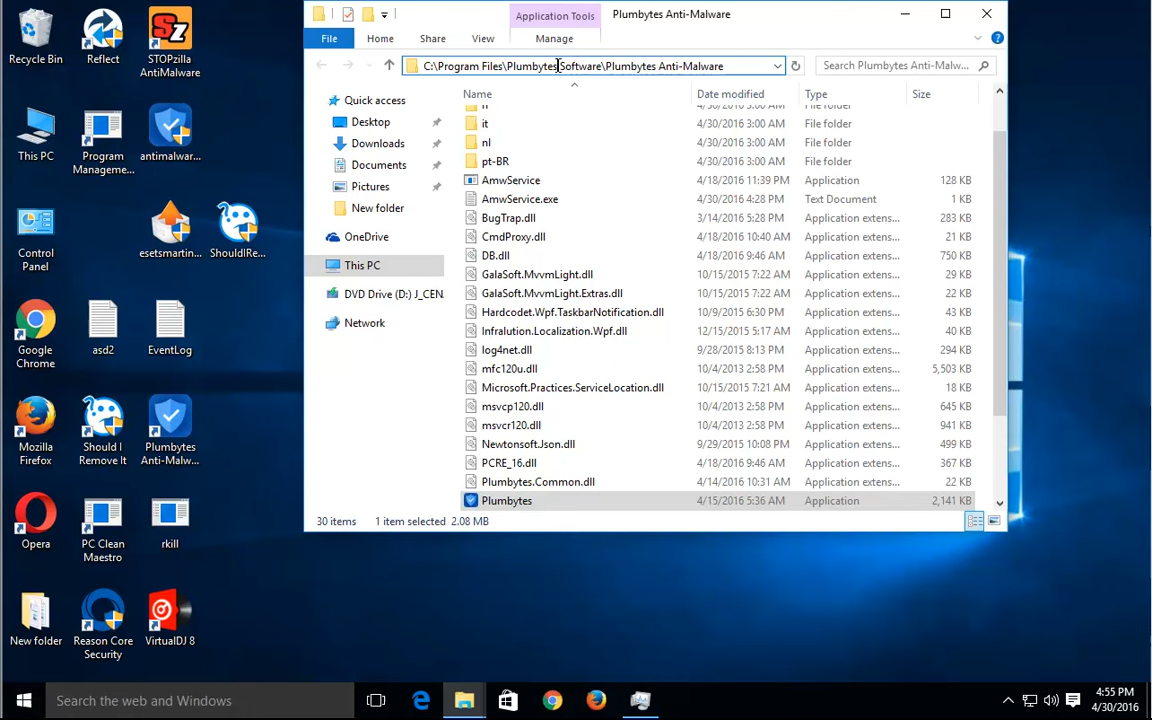 Application Tools
Plumbytes Anti-Malware
File
Home
Share
View
Manage
C:\Program Files\Plumbytes Software\Plumbytes Anti-Malware
Search Plumbytes Anti-Malw...
Name
Date modified
Type
Size
Quick access
Desktop
Downloads
Documents
Pictures
New folder
OneDrive
This PC
DVD Drive (D:) J_CEN
Network
4/30/2016 3:00 AM File folder
it 4/30/2016 3:00 AM File folder
nl 4/30/2016 3:00 AM File folder
pt-BR 4/30/2016 3:00 AM File folder
AmwService 4/18/2016 11:39 PM Application 128 KB
AmwService.exe 4/30/2016 4:28 PM Text Document 1 KB
BugTrap.dll 3/14/2016 5:28 PM Application extens... 283 KB
CmdProxy.dll 4/18/2016 10:40 AM Application extens... 21 KB
DB.dll 4/18/2016 9:46 AM Application extens... 750 KB
GalaSoft.MvvmLight.dll 10/15/2015 7:22 AM Application extens... 29 KB
GalaSoft.MvvmLight.Extras.dll 10/15/2015 7:22 AM Application extens... 22 KB
Hardcodet.Wpf.TaskbarNotification.dll 10/9/2015 6:30 PM Application extens... 43 KB
Infralution.Localization.Wpf.dll 12/15/2015 5:17 AM Application extens... 40 KB
log4net.dll 9/28/2015 8:13 PM Application extens... 294 KB
mfc120u.dll 10/4/2013 2:58 PM Application extens... 5,503 KB
Microsoft.Practices.ServiceLocation.dll 10/15/2015 7:21 AM Application extens... 18 KB
msvcp120.dll 10/4/2013 2:58 PM Application extens... 645 KB
msvcr120.dll 10/4/2013 2:58 PM Application extens... 941 KB
Newtonsoft.Json.dll 9/29/2015 10:08 PM Application extens... 499 KB
PCRE_16.dll 4/18/2016 9:46 AM Application extens... 367 KB
Plumbytes.Common.dll 4/14/2016 10:31 AM Application extens... 22 KB
Plumbytes 4/15/2016 5:36 AM Application 2,141 KB
30 items 1 item selected 2.08 MB
Recycle Bin
Reflect
STOPzilla
AntiMalware
This PC
Program
Manageme...
antimalwar...
Control
Panel
esetsmartin...
ShouldIRe...
Google
Chrome
asd2
EventLog
Mozilla
Firefox
Should I
Remove It
Plumbytes
Anti-Malw...
Opera
PC Clean
Maestro
rkill
New folder
Reason Core
Security
VirtualDJ 8
Search the web and Windows
4:55 PM
4/30/2016